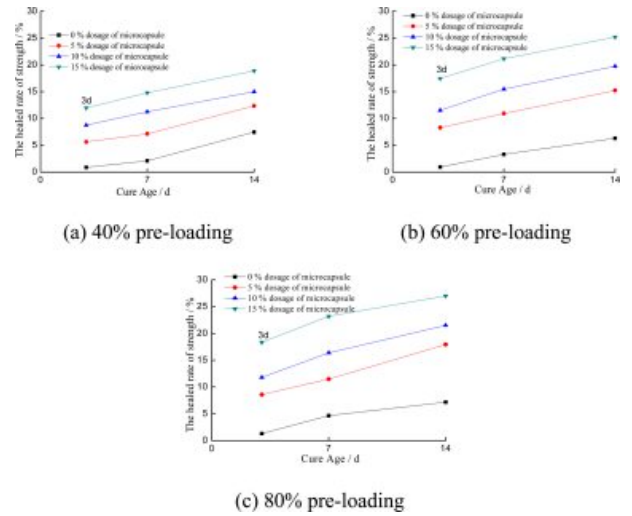 30
25
20
15
10
5
0
The healed rate of strength / %
0 % dosage of microcapsule
5 % dosage of microcapsule
10 % dosage of microcapsule
15 % dosage of microcapsule
3d
0
7
14
Cure Age / d
(a) 40% pre-loading
30
25
20
15
10
5
0
The healed rate of strength / %
0 % dosage of microcapsule
5 % dosage of microcapsule
10 % dosage of microcapsule
15 % dosage of microcapsule
3d
0
7
14
Cure Age / d
(b) 60% pre-loading
30
25
20
15
10
5
0
The healed rate of strength / %
0 % dosage of microcapsule
5 % dosage of microcapsule
10 % dosage of microcapsule
15 % dosage of microcapsule
3d
0
7
14
Cure Age / d
(c) 80% pre-loading